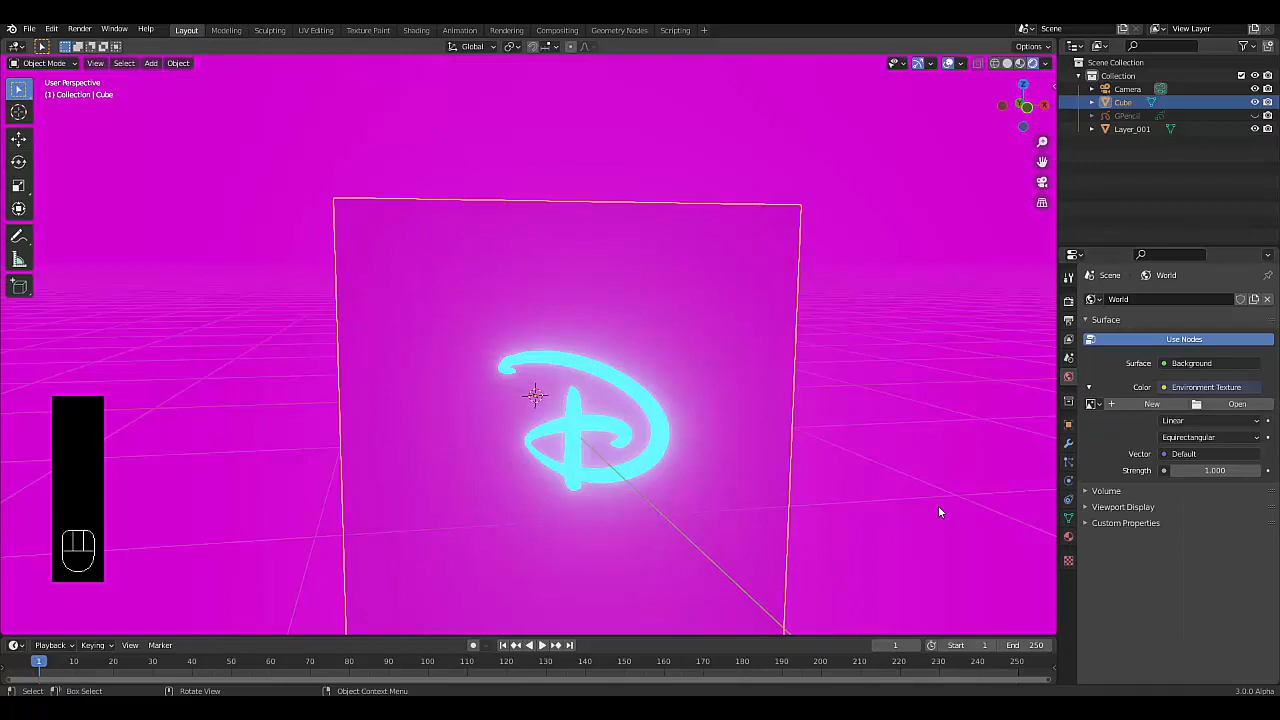 File Edit Render Window Help Layout Modeling Sculpting UV Editing Texture Paint Shading Animation Rendering Compositing Geometry Nodes Scripting + Scene View Layer
Global Options
Object Mode View Select Add Object
Scene Collection
Collection
Camera
Cube
GPencil
Layer_001
User Perspective
(1) Collection | Cube
Scene World
World
Surface
Use Nodes
Surface Background
Color Environment Texture
New Open
Linear
Equirectangular
Vector Default
Strength 1.000
Volume
Viewport Display
Custom Properties
D
Playback Keying View Marker 1 Start 1 End 250
1 10 20 30 40 50 60 70 80 90 100 110 120 130 140 150 160 170 180 190 200 210 220 230 240 250
Select Box Select Rotate View Object Context Menu 3.0.0 Alpha